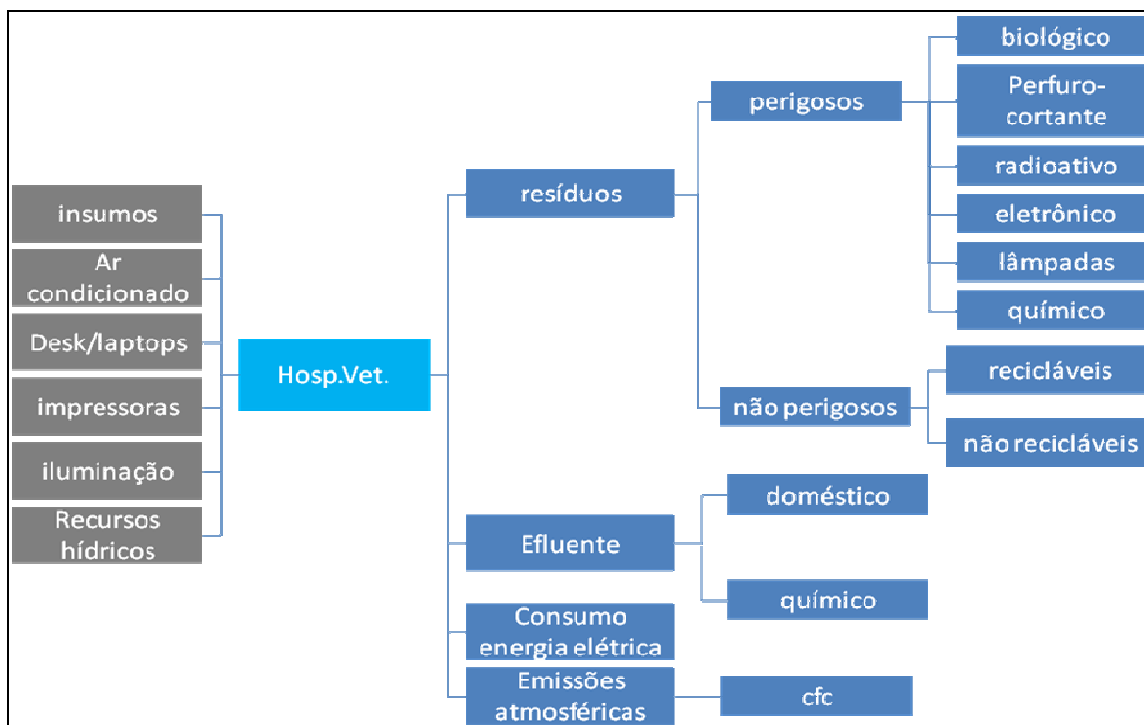 insumos
Ar
condicionado
Desk/laptops
impressoras
iluminação
Recursos
hídricos
Hosp.Vet.
resíduos
perigosos
biológico
Perfuro-
cortante
radioativo
eletrônico
lâmpadas
químico
não perigosos
recicláveis
não recicláveis
Efluente
doméstico
químico
Consumo
energia elétrica
Emissões
atmosféricas
cfc